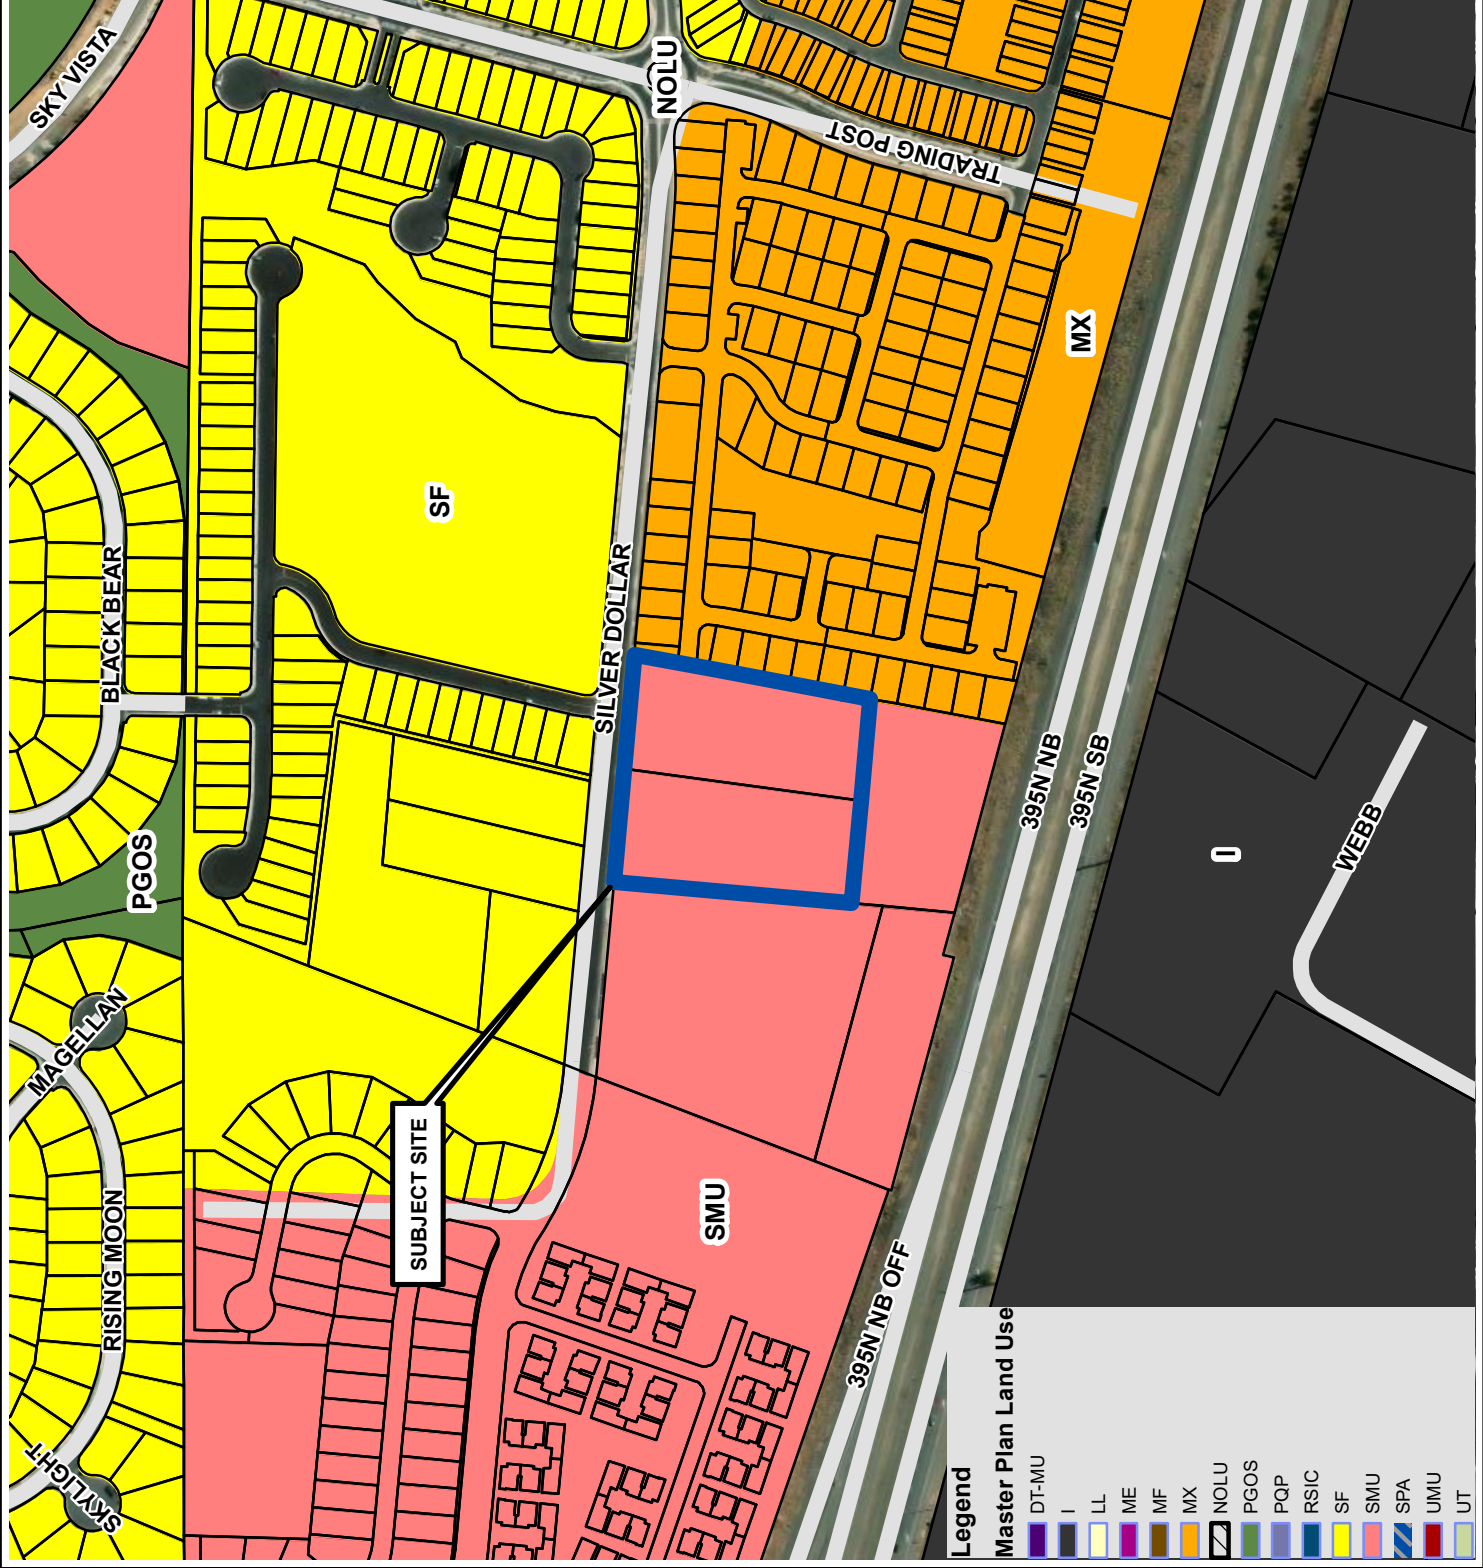 SKY VISTA
NOLU
TRADING POST
MX
SF
BLACK BEAR
SILVER DOLLAR
PGOS
395N NB
395N SB
I
WEBB
MAGELLAN
SUBJECT SITE
RISING MOON
SMU
395N NB OFF
SKYLIGHT
Legend
Master Plan Land Use
DT-MU
I
LL
ME
MF
MX
NOLU
PGOS
PQP
RSIC
SF
SMU
SPA
UMU
UT